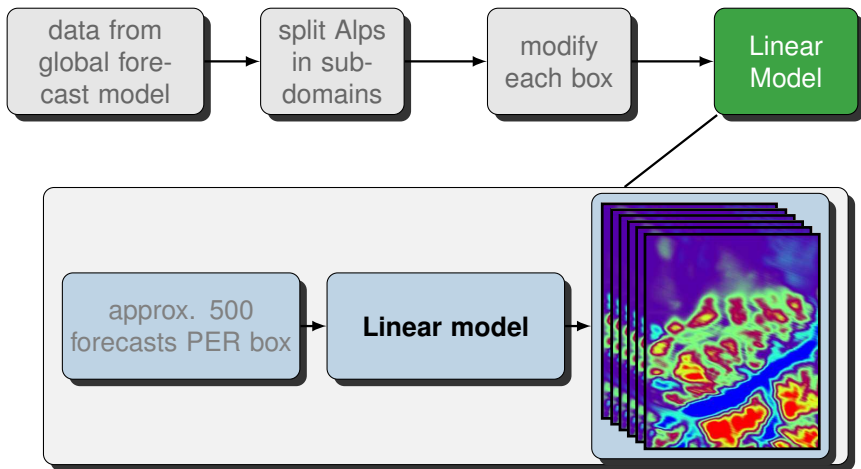 data from
global fore-
cast model
split Alps
in sub-
domains
modify
each box
Linear
Model
approx. 500
forecasts PER box
Linear model